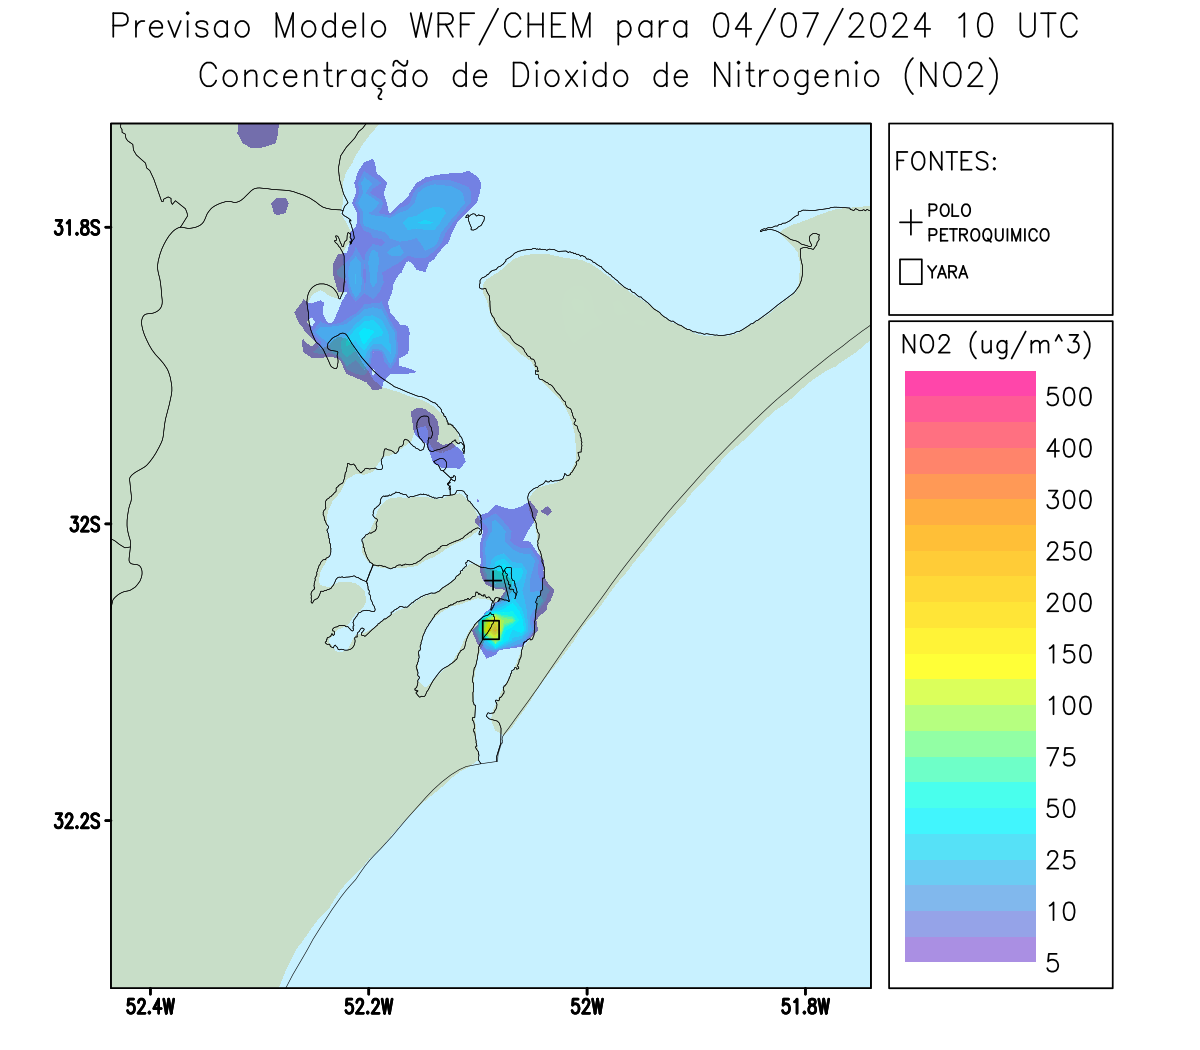 Previsao Modelo WRF/CHEM para 04/07/2024 10 UTC
Concentração de Dioxido de Nitrogenio (NO2)
FONTES:
POLO
PETROQUIMICO
YARA
NO2 (ug/m^3)
500
400
300
250
200
150
100
75
50
25
10
5
31.8S
32S
32.2S
52.4W
52.2W
52W
51.8W